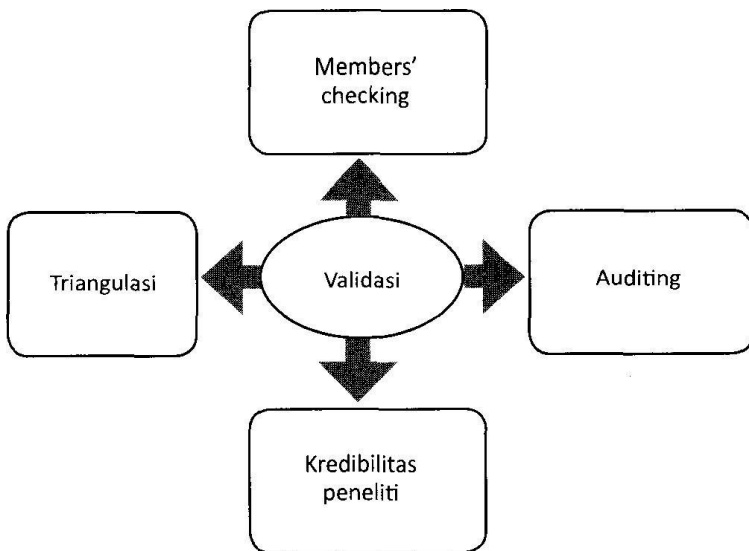 Members’
checking
Triangulasi
Validasi
Auditing
Kredibilitas
peneliti